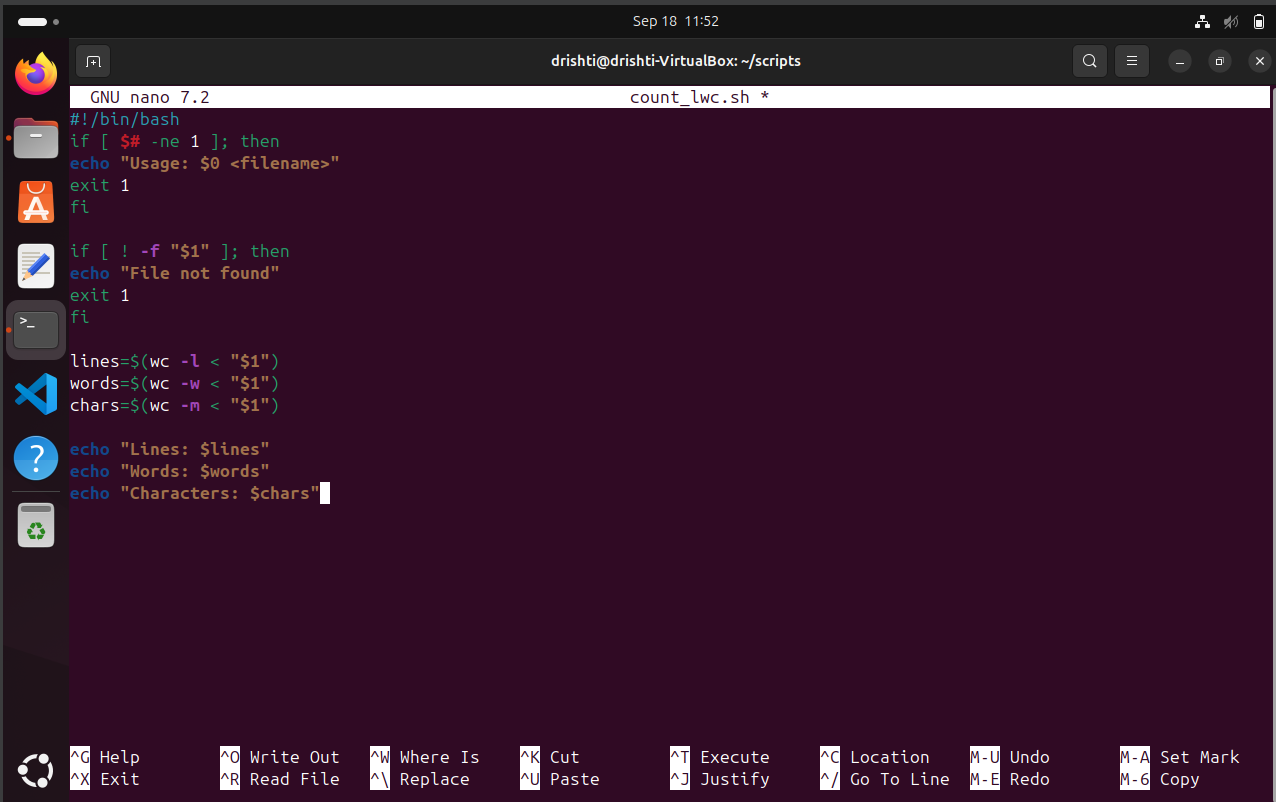 Sep 18 11:52
drishti@drishti-VirtualBox: ~/scripts
GNU nano 7.2 count_lwc.sh *
#!/bin/bash
if [ $# -ne 1 ]; then
echo "Usage: $0 <filename>"
exit 1
fi
if [ ! -f "$1" ]; then
echo "File not found"
exit 1
fi
lines=$(wc -l < "$1")
words=$(wc -w < "$1")
chars=$(wc -m < "$1")
echo "Lines: $lines"
echo "Words: $words"
echo "Characters: $chars"
^G Help ^O Write Out ^W Where Is ^K Cut ^T Execute ^C Location M-U Undo M-A Set Mark
^X Exit ^R Read File ^\ Replace ^U Paste ^J Justify ^/ Go To Line M-E Redo M-6 Copy